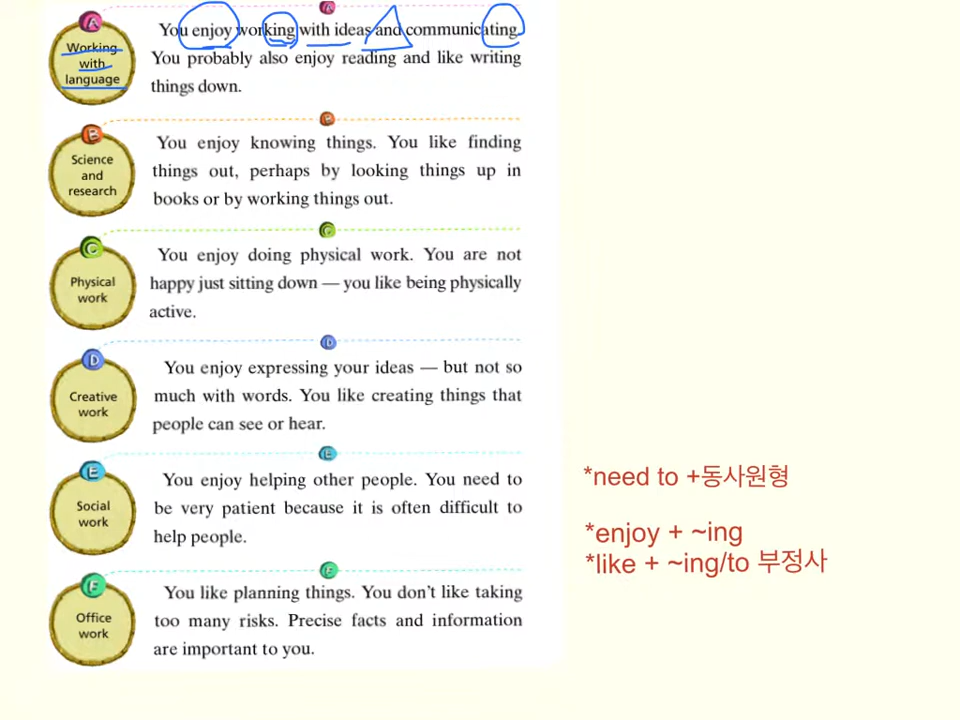 A
A
Working
with
language
You enjoy working with ideas and communicating.
You probably also enjoy reading and like writing
things down.
B
B
Science
and
research
You enjoy knowing things. You like finding
things out, perhaps by looking things up in
books or by working things out.
C
C
Physical
work
You enjoy doing physical work. You are not
happy just sitting down — you like being physically
active.
D
D
Creative
work
You enjoy expressing your ideas — but not so
much with words. You like creating things that
people can see or hear.
E
E
Social
work
You enjoy helping other people. You need to
be very patient because it is often difficult to
help people.
F
F
Office
work
You like planning things. You don't like taking
too many risks. Precise facts and information
are important to you.
*need to +동사원형
*enjoy + ~ing
*like + ~ing/to 부정사